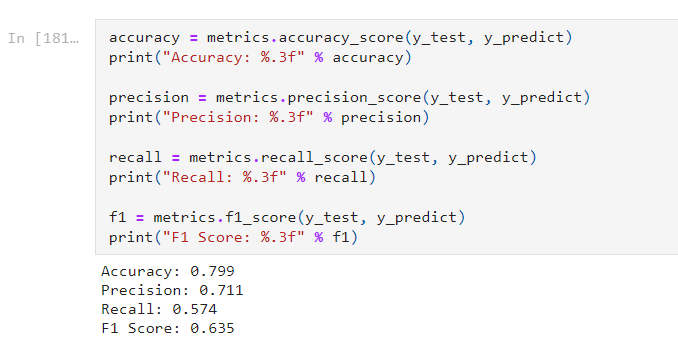 In [181...
accuracy = metrics.accuracy_score(y_test, y_predict)
print("Accuracy: %.3f" % accuracy)
precision = metrics.precision_score(y_test, y_predict)
print("Precision: %.3f" % precision)
recall = metrics.recall_score(y_test, y_predict)
print("Recall: %.3f" % recall)
f1 = metrics.f1_score(y_test, y_predict)
print("F1 Score: %.3f" % f1)
Accuracy: 0.799
Precision: 0.711
Recall: 0.574
F1 Score: 0.635